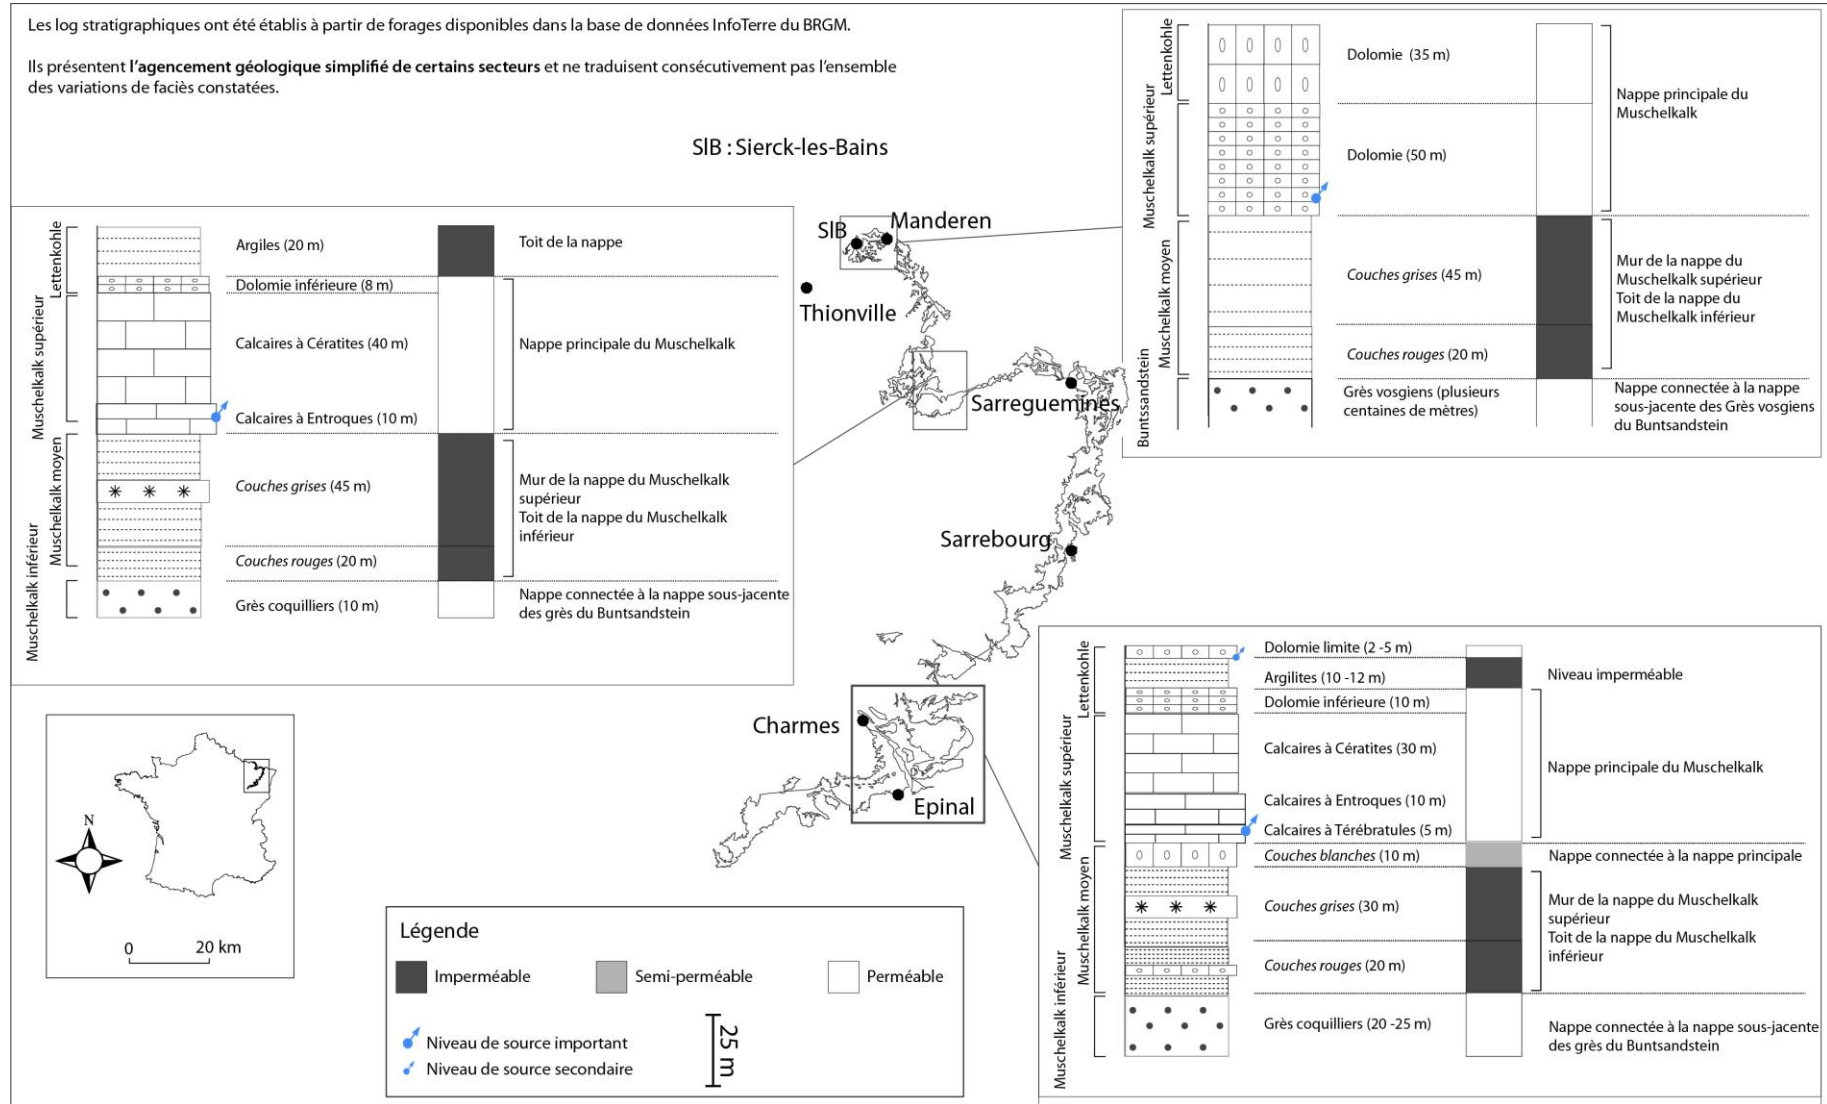 Les log stratigraphiques ont été établis à partir de forages disponibles dans la base de données InfoTerre du BRGM.
Ils présentent l'agencement géologique simplifié de certains secteurs et ne traduisent consécutivement pas l'ensemble
des variations de faciès constatées.
SlB : Sierck-les-Bains
Lettenkohle
Muschelkalk supérieur
Muschelkalk moyen
Buntssandstein
Dolomie (35 m)
Dolomie (50 m)
Couches grises (45 m)
Couches rouges (20 m)
Grès vosgiens (plusieurs
centaines de mètres)
Nappe principale du
Muschelkalk
Mur de la nappe du
Muschelkalk supérieur
Toit de la nappe du
Muschelkalk inférieur
Nappe connectée à la nappe
sous-jacente des Grès vosgiens
du Buntsandstein
Lettenkohle
Muschelkalk supérieur
Muschelkalk moyen
Muschelkalk inférieur
Argiles (20 m)
Dolomie inférieure (8 m)
Calcaires à Cératites (40 m)
Calcaires à Entroques (10 m)
Couches grises (45 m)
Couches rouges (20 m)
Grès coquilliers (10 m)
Toit de la nappe
Nappe principale du Muschelkalk
Mur de la nappe du Muschelkalk
supérieur
Toit de la nappe du Muschelkalk
inférieur
Nappe connectée à la nappe sous-jacente
des grès du Buntsandstein
SlB
Manderen
Thionville
Sarreguemines
Sarrebourg
Charmes
Epinal
Lettenkohle
Muschelkalk supérieur
Muschelkalk moyen
Muschelkalk inférieur
Dolomie limite (2 -5 m)
Argilites (10 -12 m)
Dolomie inférieure (10 m)
Calcaires à Cératites (30 m)
Calcaires à Entroques (10 m)
Calcaires à Térébratules (5 m)
Couches blanches (10 m)
Couches grises (30 m)
Couches rouges (20 m)
Grès coquilliers (20 -25 m)
Niveau imperméable
Nappe principale du Muschelkalk
Nappe connectée à la nappe principale
Mur de la nappe du Muschelkalk
supérieur
Toit de la nappe du Muschelkalk
inférieur
Nappe connectée à la nappe sous-jacente
des grès du Buntsandstein
N
0 20 km
Légende
Imperméable
Semi-perméable
Perméable
Niveau de source important
Niveau de source secondaire
25 m